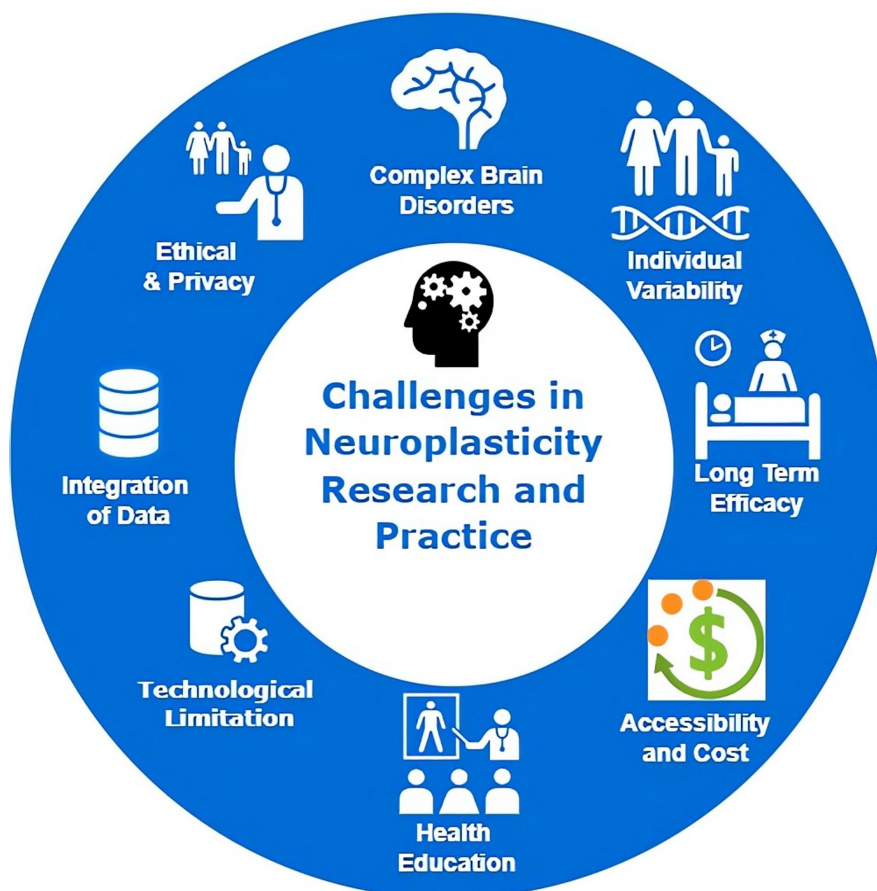 Complex Brain
Disorders
Individual
Variability
Long Term
Efficacy
Accessibility
and Cost
Health
Education
Technological
Limitation
Integration
of Data
Ethical
& Privacy
Challenges in
Neuroplasticity
Research and
Practice
$